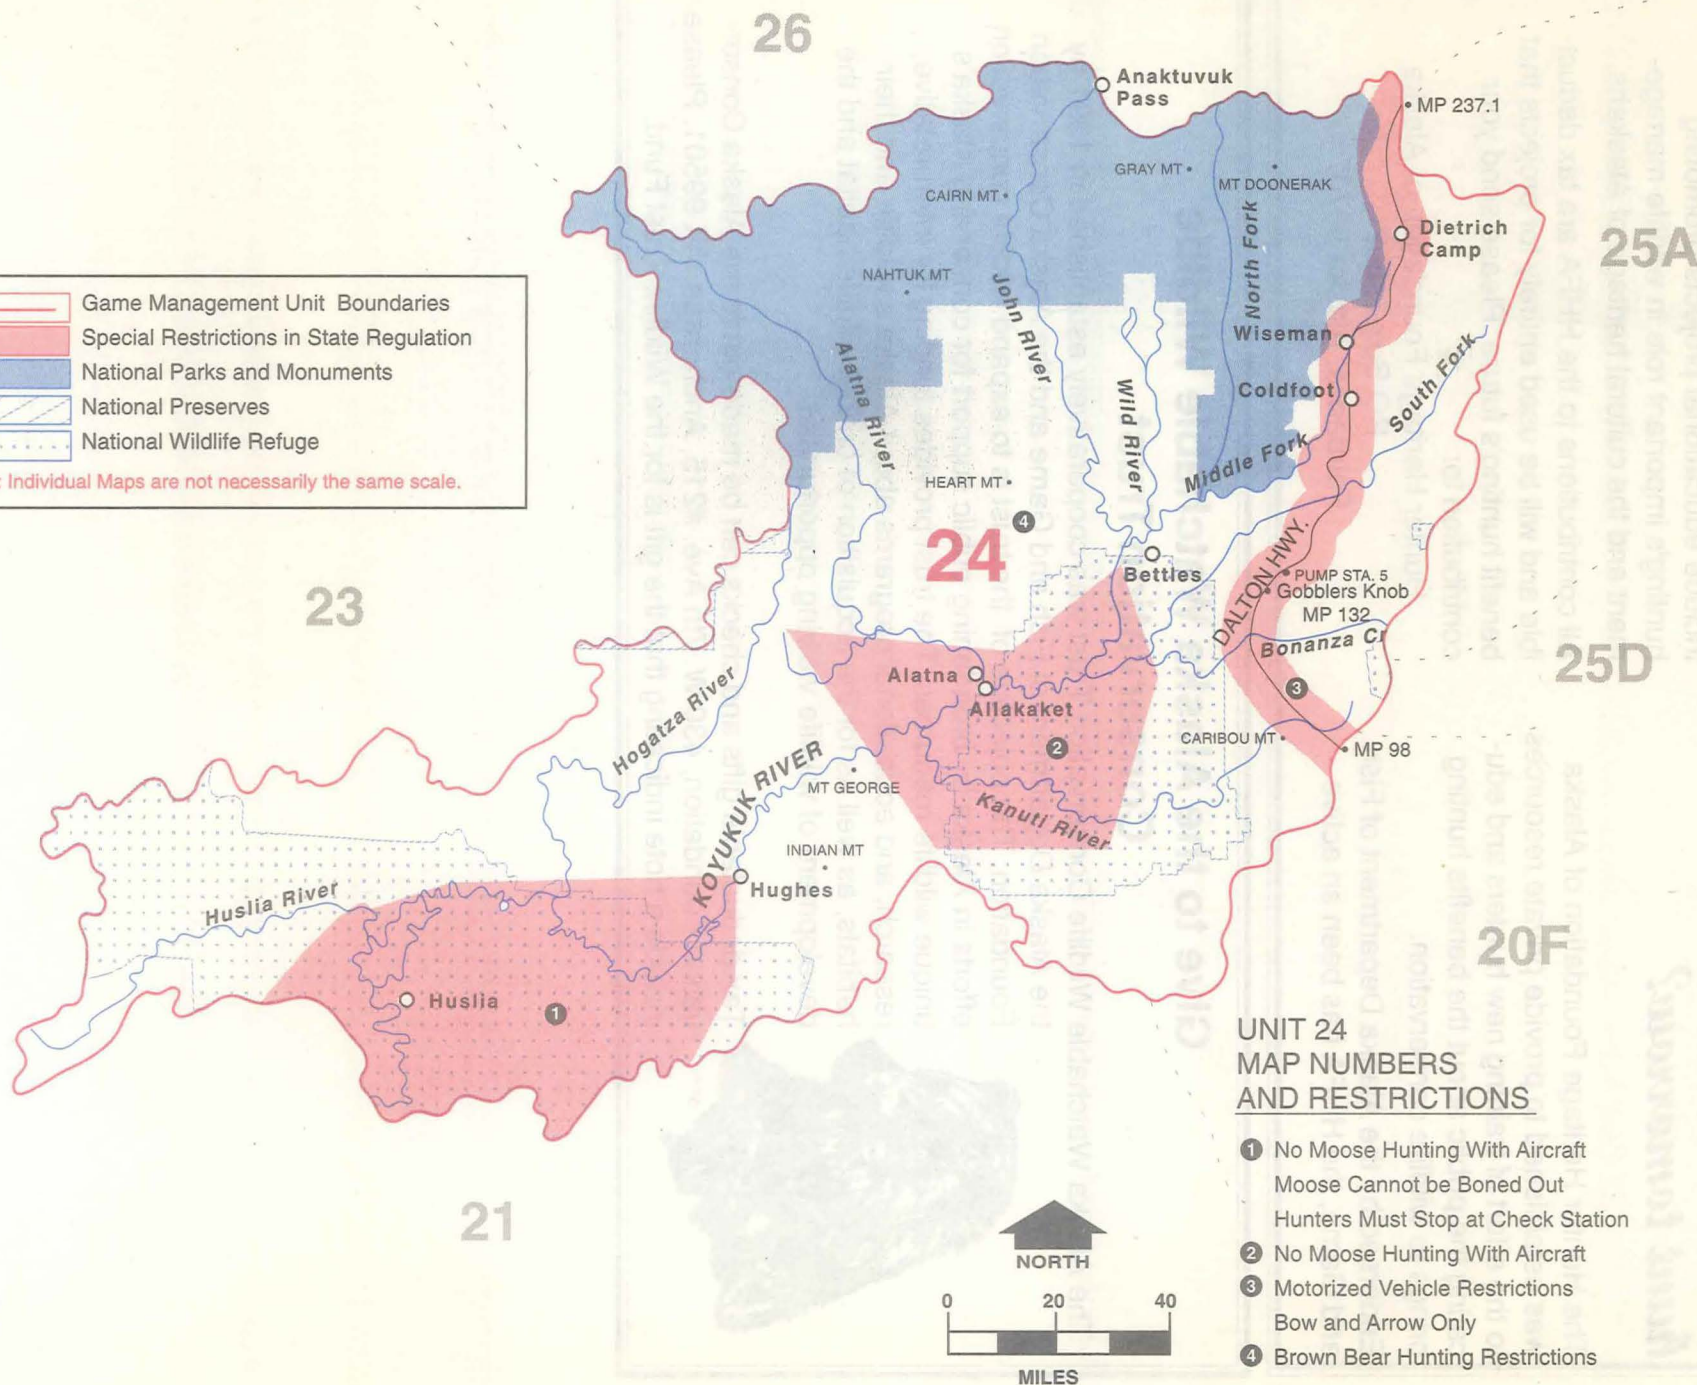 26
Anaktuvuk
Pass
MP 237.1
GRAY MT
MT DOONERAK
CAIRN MT
North Fork
Dietrich
Camp
25A
NAHTUK MT
John River
Game Management Unit Boundaries
Special Restrictions in State Regulation
National Parks and Monuments
National Preserves
National Wildlife Refuge
: Individual Maps are not necessarily the same scale.
Wiseman
South Fork
Alatna River
Wild River
Coldfoot
Middle Fork
HEART MT
4
24
DALTON HWY.
Bettles
PUMP STA. 5
Gobblers Knob
MP 132
Bonanza Cr
23
25D
Alatna
Allakaket
3
Hogatza River
2
CARIBOU MT
MP 98
KOYUKUK RIVER
MT GEORGE
Kanuti River
INDIAN MT
Hughes
Huslia River
20F
Huslia
1
21
UNIT 24
MAP NUMBERS
AND RESTRICTIONS
1 No Moose Hunting With Aircraft
Moose Cannot be Boned Out
Hunters Must Stop at Check Station
2 No Moose Hunting With Aircraft
3 Motorized Vehicle Restrictions
Bow and Arrow Only
4 Brown Bear Hunting Restrictions
NORTH
0 20 40
MILES